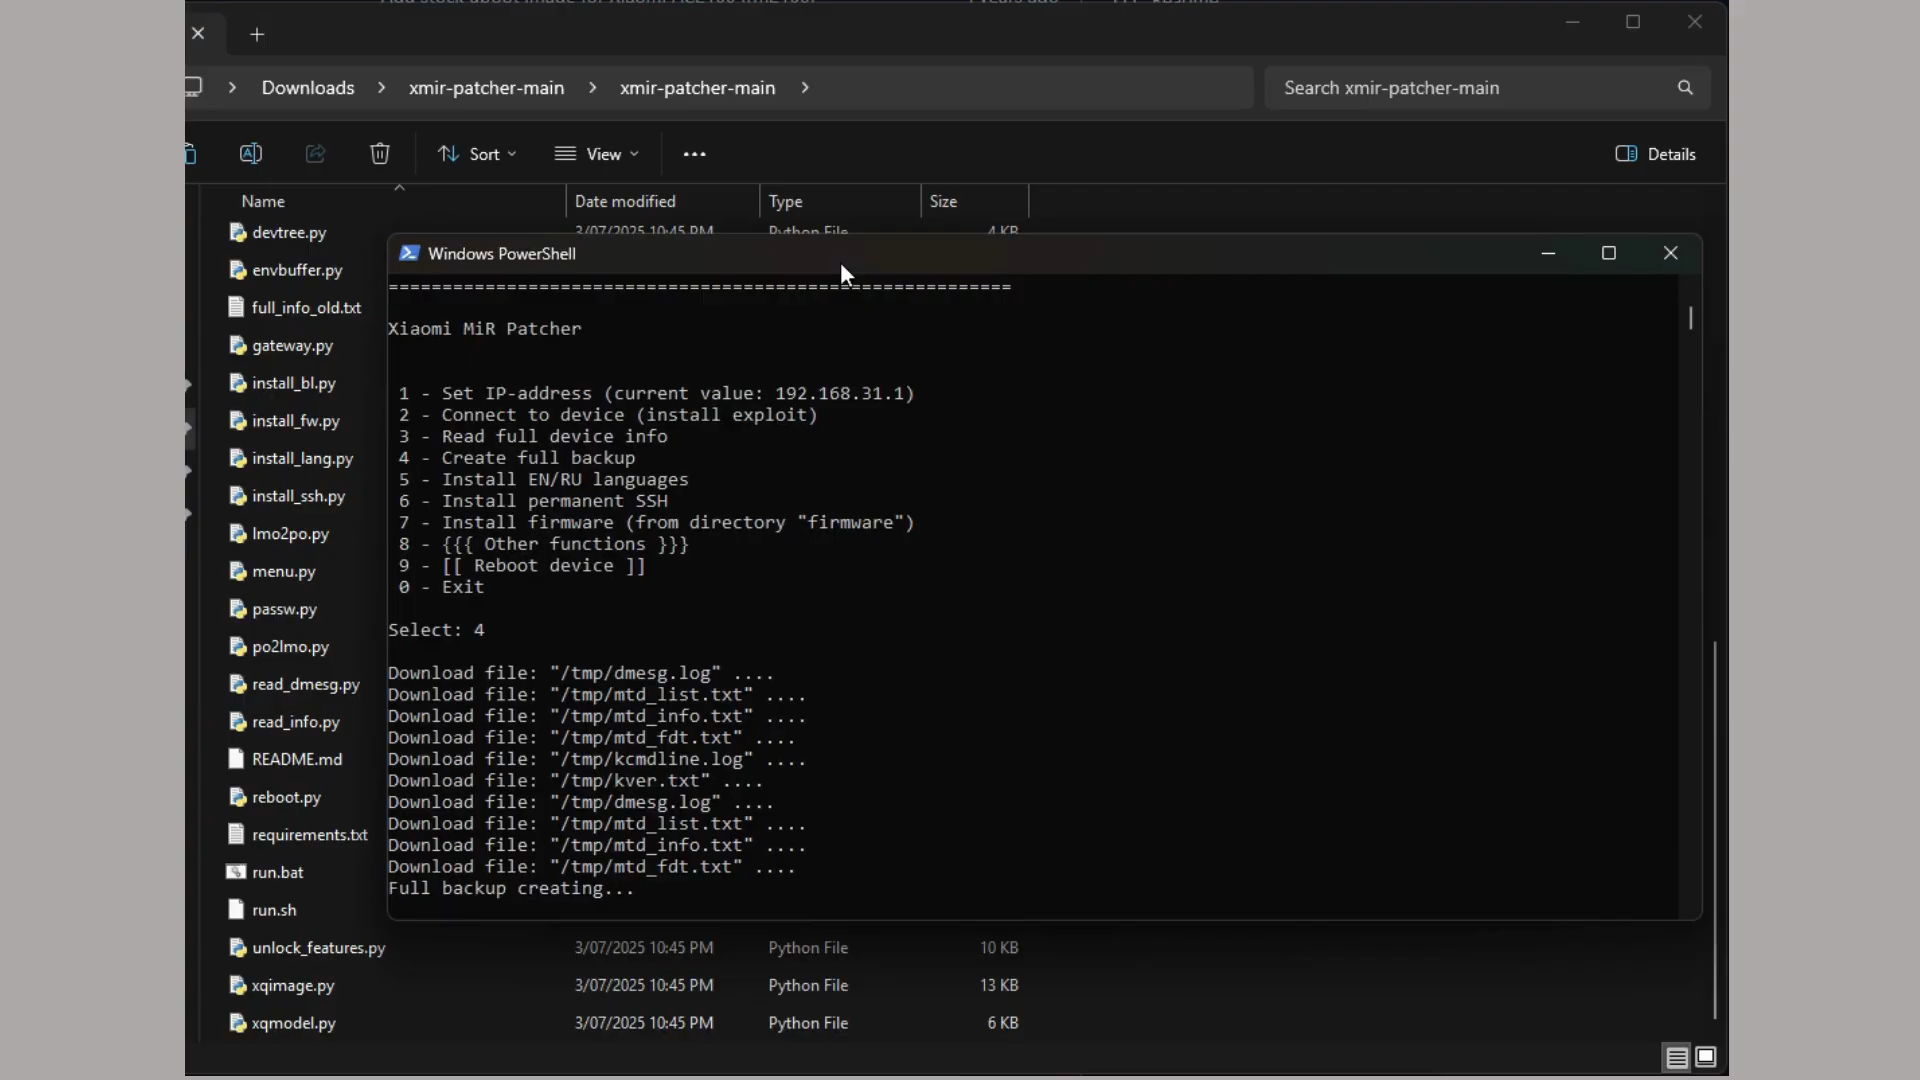 Downloads
xmir-patcher-main
xmir-patcher-main
Search xmir-patcher-main
Sort
View
Details
Name
Date modified
Type
Size
devtree.py
3/07/2025 10:45 PM
Python File
4 KB
envbuffer.py
full_info_old.txt
gateway.py
install_bl.py
install_fw.py
install_lang.py
install_ssh.py
lmo2po.py
menu.py
passw.py
po2lmo.py
read_dmesg.py
read_info.py
README.md
reboot.py
requirements.txt
run.bat
run.sh
unlock_features.py
3/07/2025 10:45 PM
Python File
10 KB
xqimage.py
3/07/2025 10:45 PM
Python File
13 KB
xqmodel.py
3/07/2025 10:45 PM
Python File
6 KB
Windows PowerShell
==========================================================
Xiaomi MiR Patcher
1 - Set IP-address (current value: 192.168.31.1)
2 - Connect to device (install exploit)
3 - Read full device info
4 - Create full backup
5 - Install EN/RU languages
6 - Install permanent SSH
7 - Install firmware (from directory "firmware")
8 - {{{ Other functions }}}
9 - [[ Reboot device ]]
0 - Exit
Select: 4
Download file: "/tmp/dmesg.log" ....
Download file: "/tmp/mtd_list.txt" ....
Download file: "/tmp/mtd_info.txt" ....
Download file: "/tmp/mtd_fdt.txt" ....
Download file: "/tmp/kcmdline.log" ....
Download file: "/tmp/kver.txt" ....
Download file: "/tmp/dmesg.log" ....
Download file: "/tmp/mtd_list.txt" ....
Download file: "/tmp/mtd_info.txt" ....
Download file: "/tmp/mtd_fdt.txt" ....
Full backup creating...